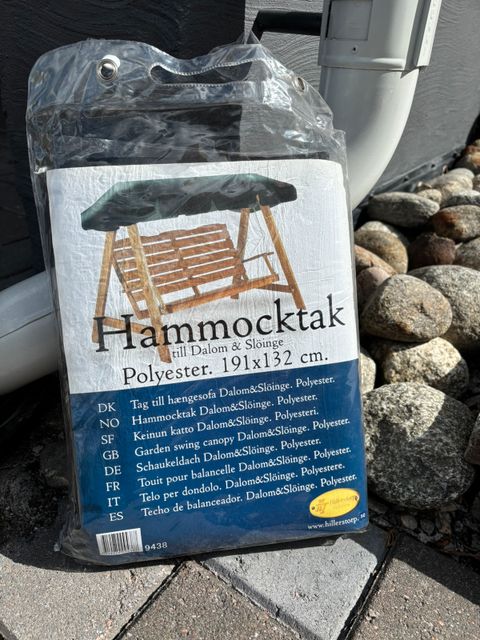 Hammocktak
till Dalom & Slöinge
Polyester. 191x132 cm.
DK Tag till hængesofa Dalom&Slöinge. Polyester.
NO Hammocktak Dalom&Slöinge. Polyester.
SF Keinun katto Dalom&Slöinge. Polyesteri.
GB Garden swing canopy Dalom&Slöinge. Polyester.
DE Schaukeldach Dalom&Slöinge. Polyester.
FR Touit pour balancelle Dalom&Slöinge. Polyester.
IT Telo per dondolo. Dalom&Slöinge. Polyestere.
ES Techo de balanceador. Dalom&Slöinge. Polyester.
Hillerstorp
www.hillerstorp.se
9438